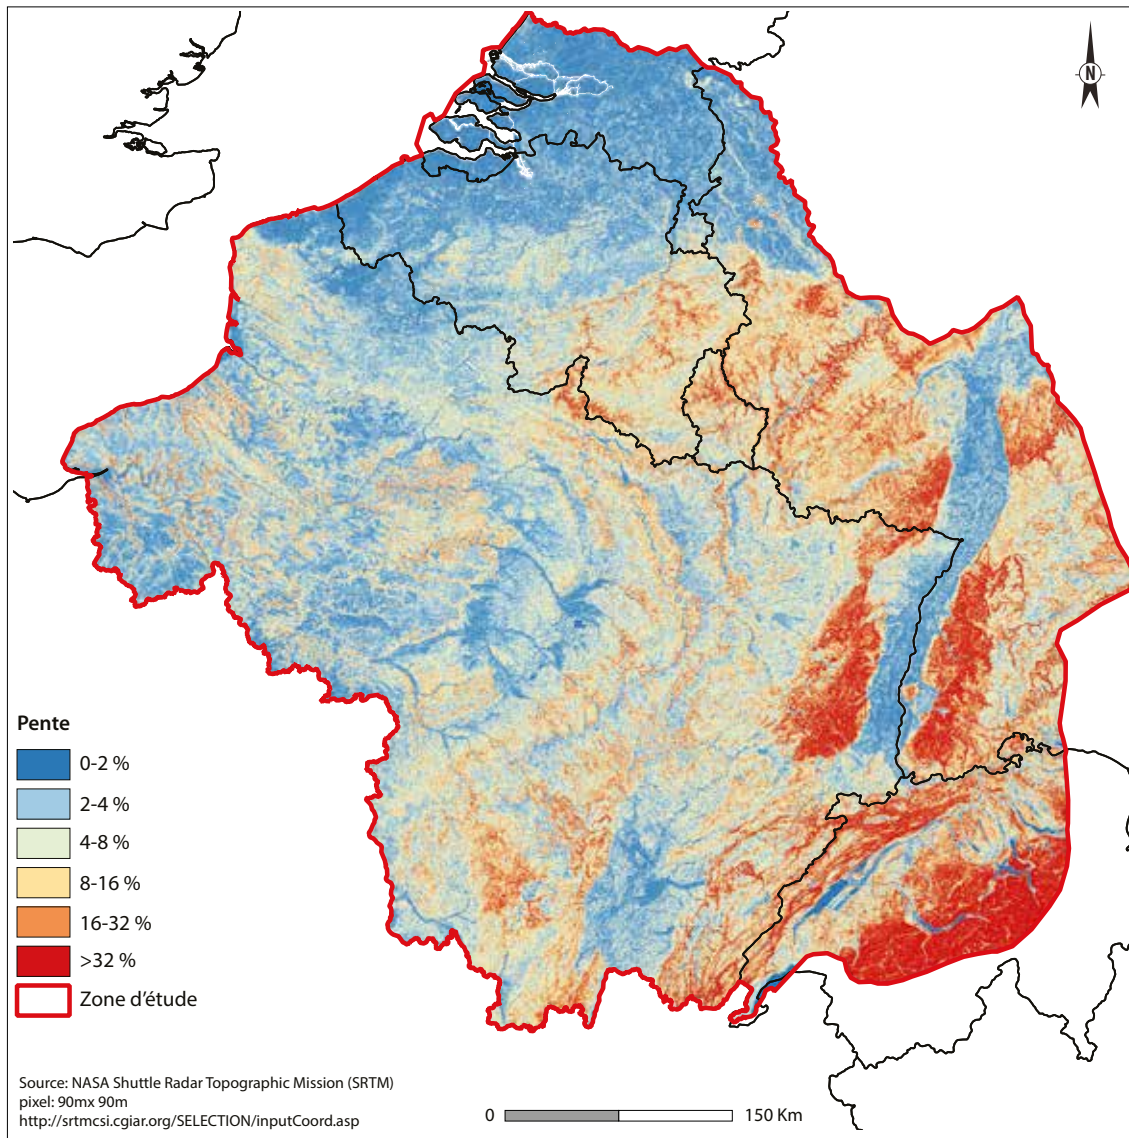 N
Pente
0-2 %
2-4 %
4-8 %
8-16 %
16-32 %
>32 %
Zone d'étude
Source: NASA Shuttle Radar Topographic Mission (SRTM)
pixel: 90mx 90m
http://srtmcsi.cgiar.org/SELECTION/inputCoord.asp
0 150 Km